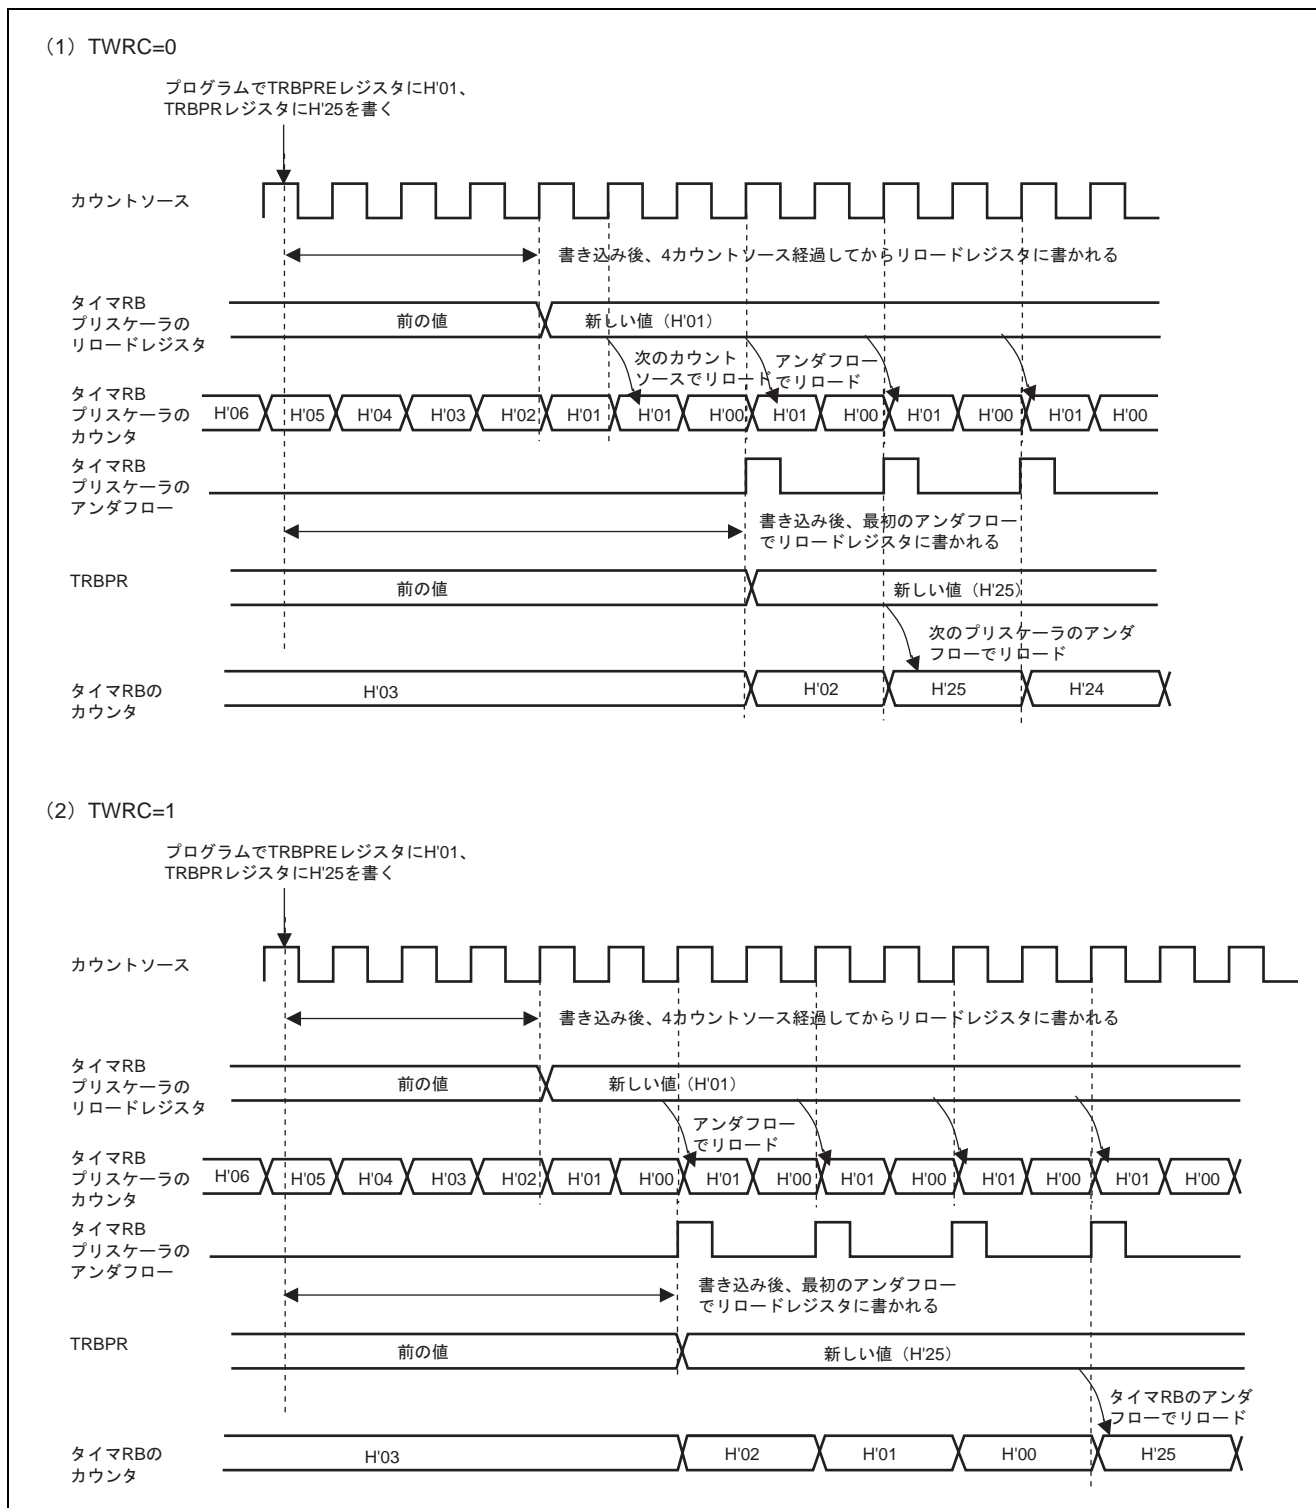 （1）TWRC=0
プログラムでTRBPREレジスタにH'01、
TRBPRレジスタにH'25を書く
カウントソース
書き込み後、4カウントソース経過してからリロードレジスタに書かれる
タイマRB
プリスケーラの
リロードレジスタ
前の値
新しい値（H'01）
次のカウント
ソースでリロード
アンダフロー
でリロード
タイマRB
プリスケーラの
カウンタ
H'06 H'05 H'04 H'03 H'02 H'01 H'01 H'00 H'01 H'00 H'01 H'00 H'01 H'00
タイマRB
プリスケーラの
アンダフロー
書き込み後、最初のアンダフロー
でリロードレジスタに書かれる
TRBPR
前の値
新しい値（H'25）
次のプリスケーラのアンダ
フローでリロード
タイマRBの
カウンタ
H'03 H'02 H'25 H'24
（2）TWRC=1
プログラムでTRBPREレジスタにH'01、
TRBPRレジスタにH'25を書く
カウントソース
書き込み後、4カウントソース経過してからリロードレジスタに書かれる
タイマRB
プリスケーラの
リロードレジスタ
前の値
新しい値（H'01）
アンダフロー
でリロード
タイマRB
プリスケーラの
カウンタ
H'06 H'05 H'04 H'03 H'02 H'01 H'00 H'01 H'00 H'01 H'00 H'01 H'00 H'01 H'00
タイマRB
プリスケーラの
アンダフロー
書き込み後、最初のアンダフロー
でリロードレジスタに書かれる
TRBPR
前の値
新しい値（H'25）
タイマRBのアンダ
フローでリロード
タイマRBの
カウンタ
H'03 H'02 H'01 H'00 H'25